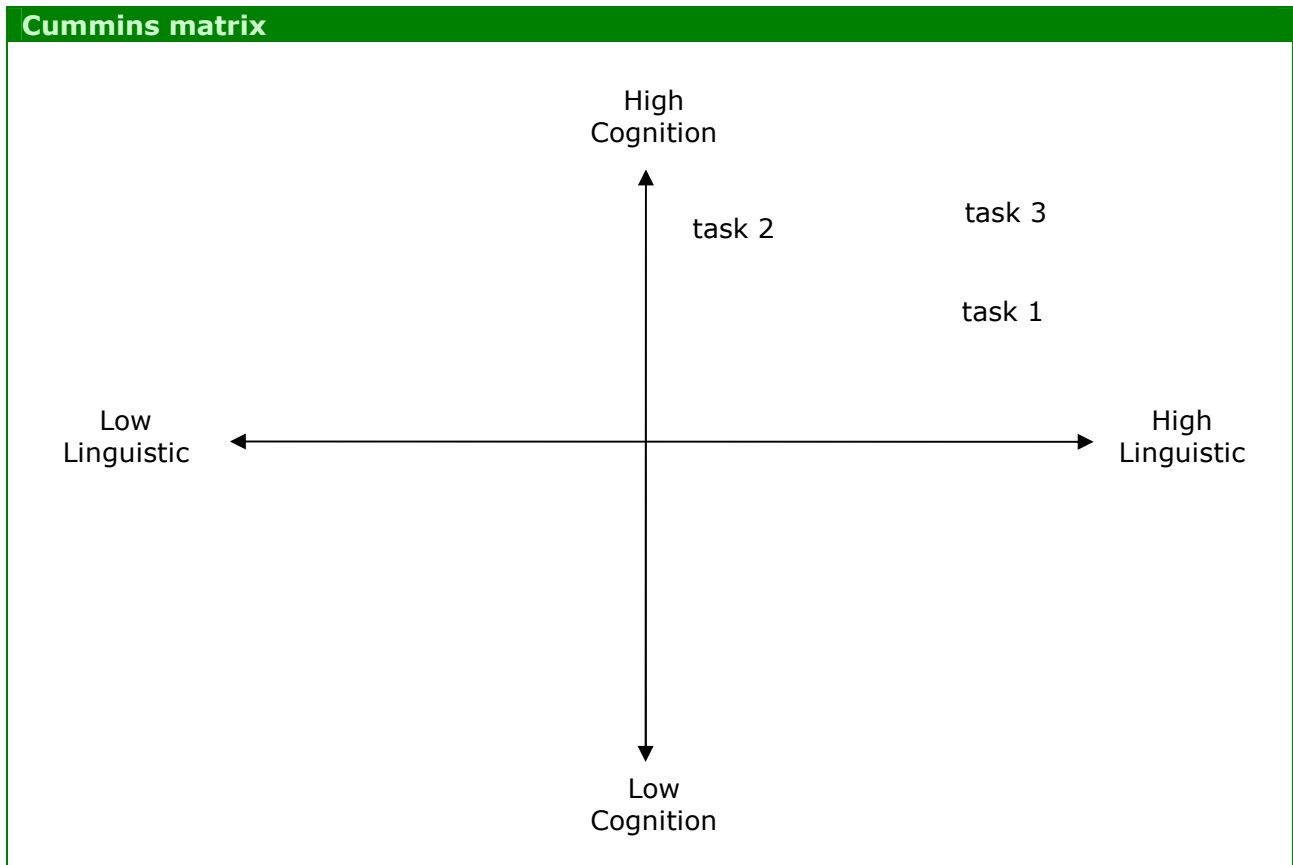 Cummins matrix
High
Cognition
task 3
task 2
task 1
Low
Linguistic
High
Linguistic
Low
Cognition